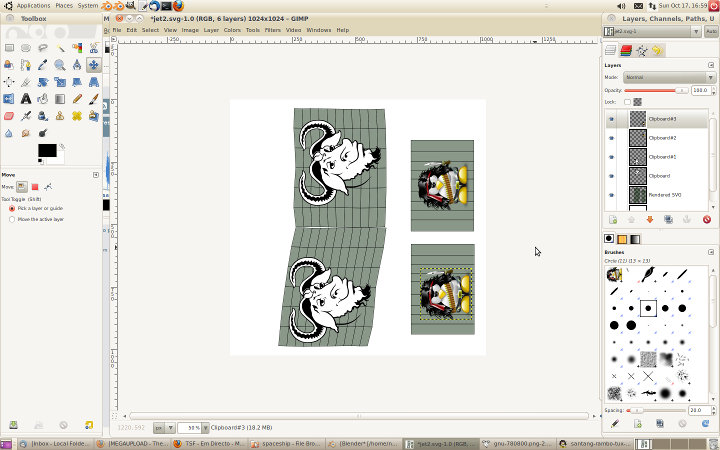 Applications Places System
Sun Oct 17, 16:59
Toolbox
*jet2.svg-1.0 (RGB, 6 layers) 1024x1024 – GIMP
Layers, Channels, Paths, U
File Edit Select View Image Layer Colors Tools Filters Video Windows Help
jet2.svg-1
Auto
-250 0 250 500 750 1000 1250
Layers
Mode: Normal
Opacity: 100.0
Lock:
Clipboard#3
Clipboard#2
Clipboard#1
Clipboard
Rendered SVG
Move
Move:
Tool Toggle (Shift)
Pick a layer or guide
Move the active layer
Brushes
Circle (11) (13 × 13)
Spacing: 20.0
1220, 592 px 50% Clipboard#3 (18.2 MB)
[Inbox - Local Folde...
[MEGAUPLOAD - The...
TSF - Em Directo - M...
spaceship - File Bro...
[Blender* [/home/n...
*jet2.svg-1.0 (RGB, ...
gnu-780800.png-2....
santang-rambo-tux-...